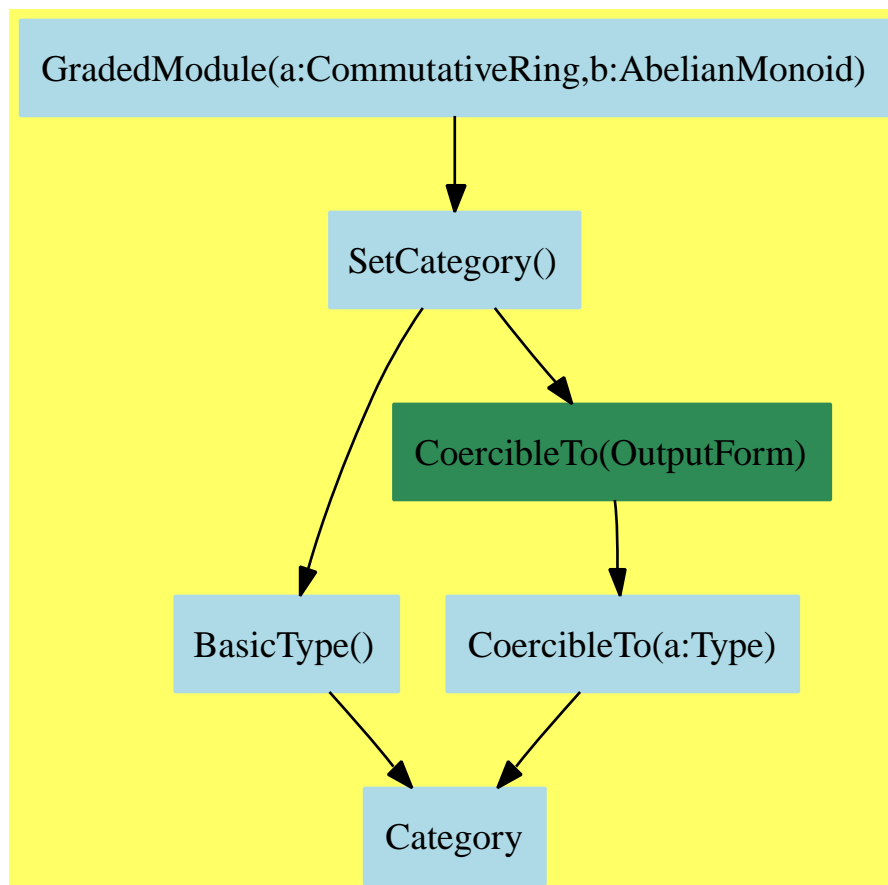 GradedModule(a:CommutativeRing,b:AbelianMonoid)
SetCategory()
CoercibleTo(OutputForm)
BasicType()
CoercibleTo(a:Type)
Category